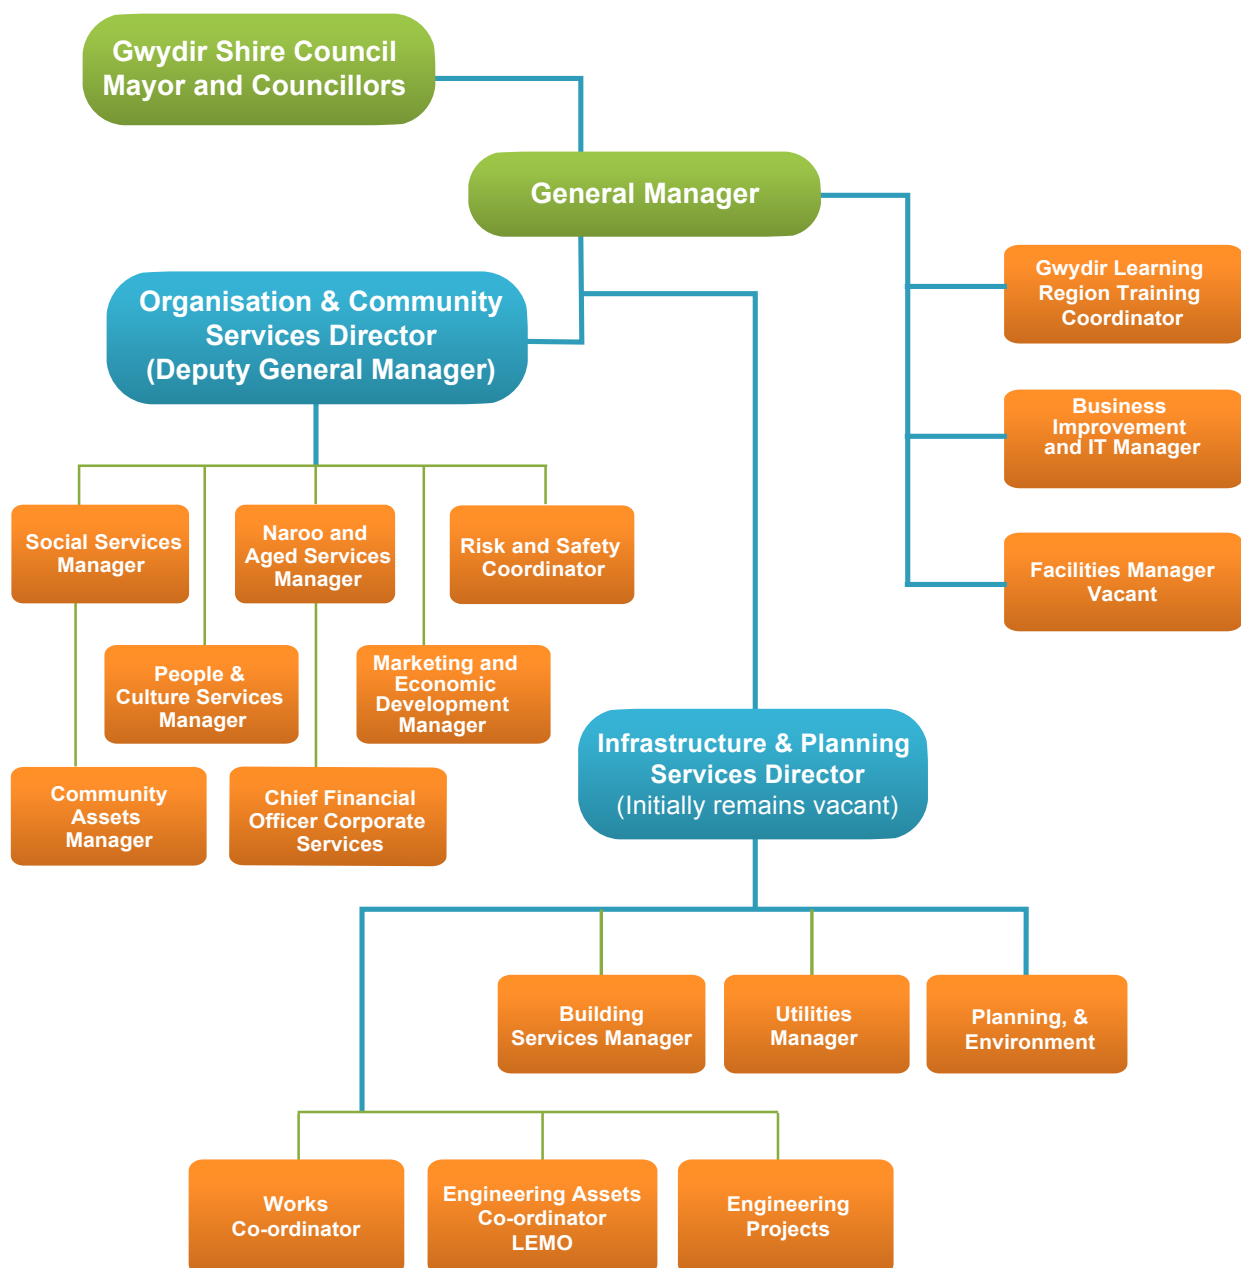 Gwydir Shire Council
Mayor and Councillors
General Manager
Organisation & Community
Services Director
(Deputy General Manager)
Gwydir Learning
Region Training
Coordinator
Business
Improvement
and IT Manager
Facilities Manager
Vacant
Social Services
Manager
Naroo and
Aged Services
Manager
Risk and Safety
Coordinator
People &
Culture Services
Manager
Marketing and
Economic
Development
Manager
Community
Assets
Manager
Chief Financial
Officer Corporate
Services
Infrastructure & Planning
Services Director
(Initially remains vacant)
Building
Services Manager
Utilities
Manager
Planning, &
Environment
Works
Co-ordinator
Engineering Assets
Co-ordinator
LEMO
Engineering
Projects